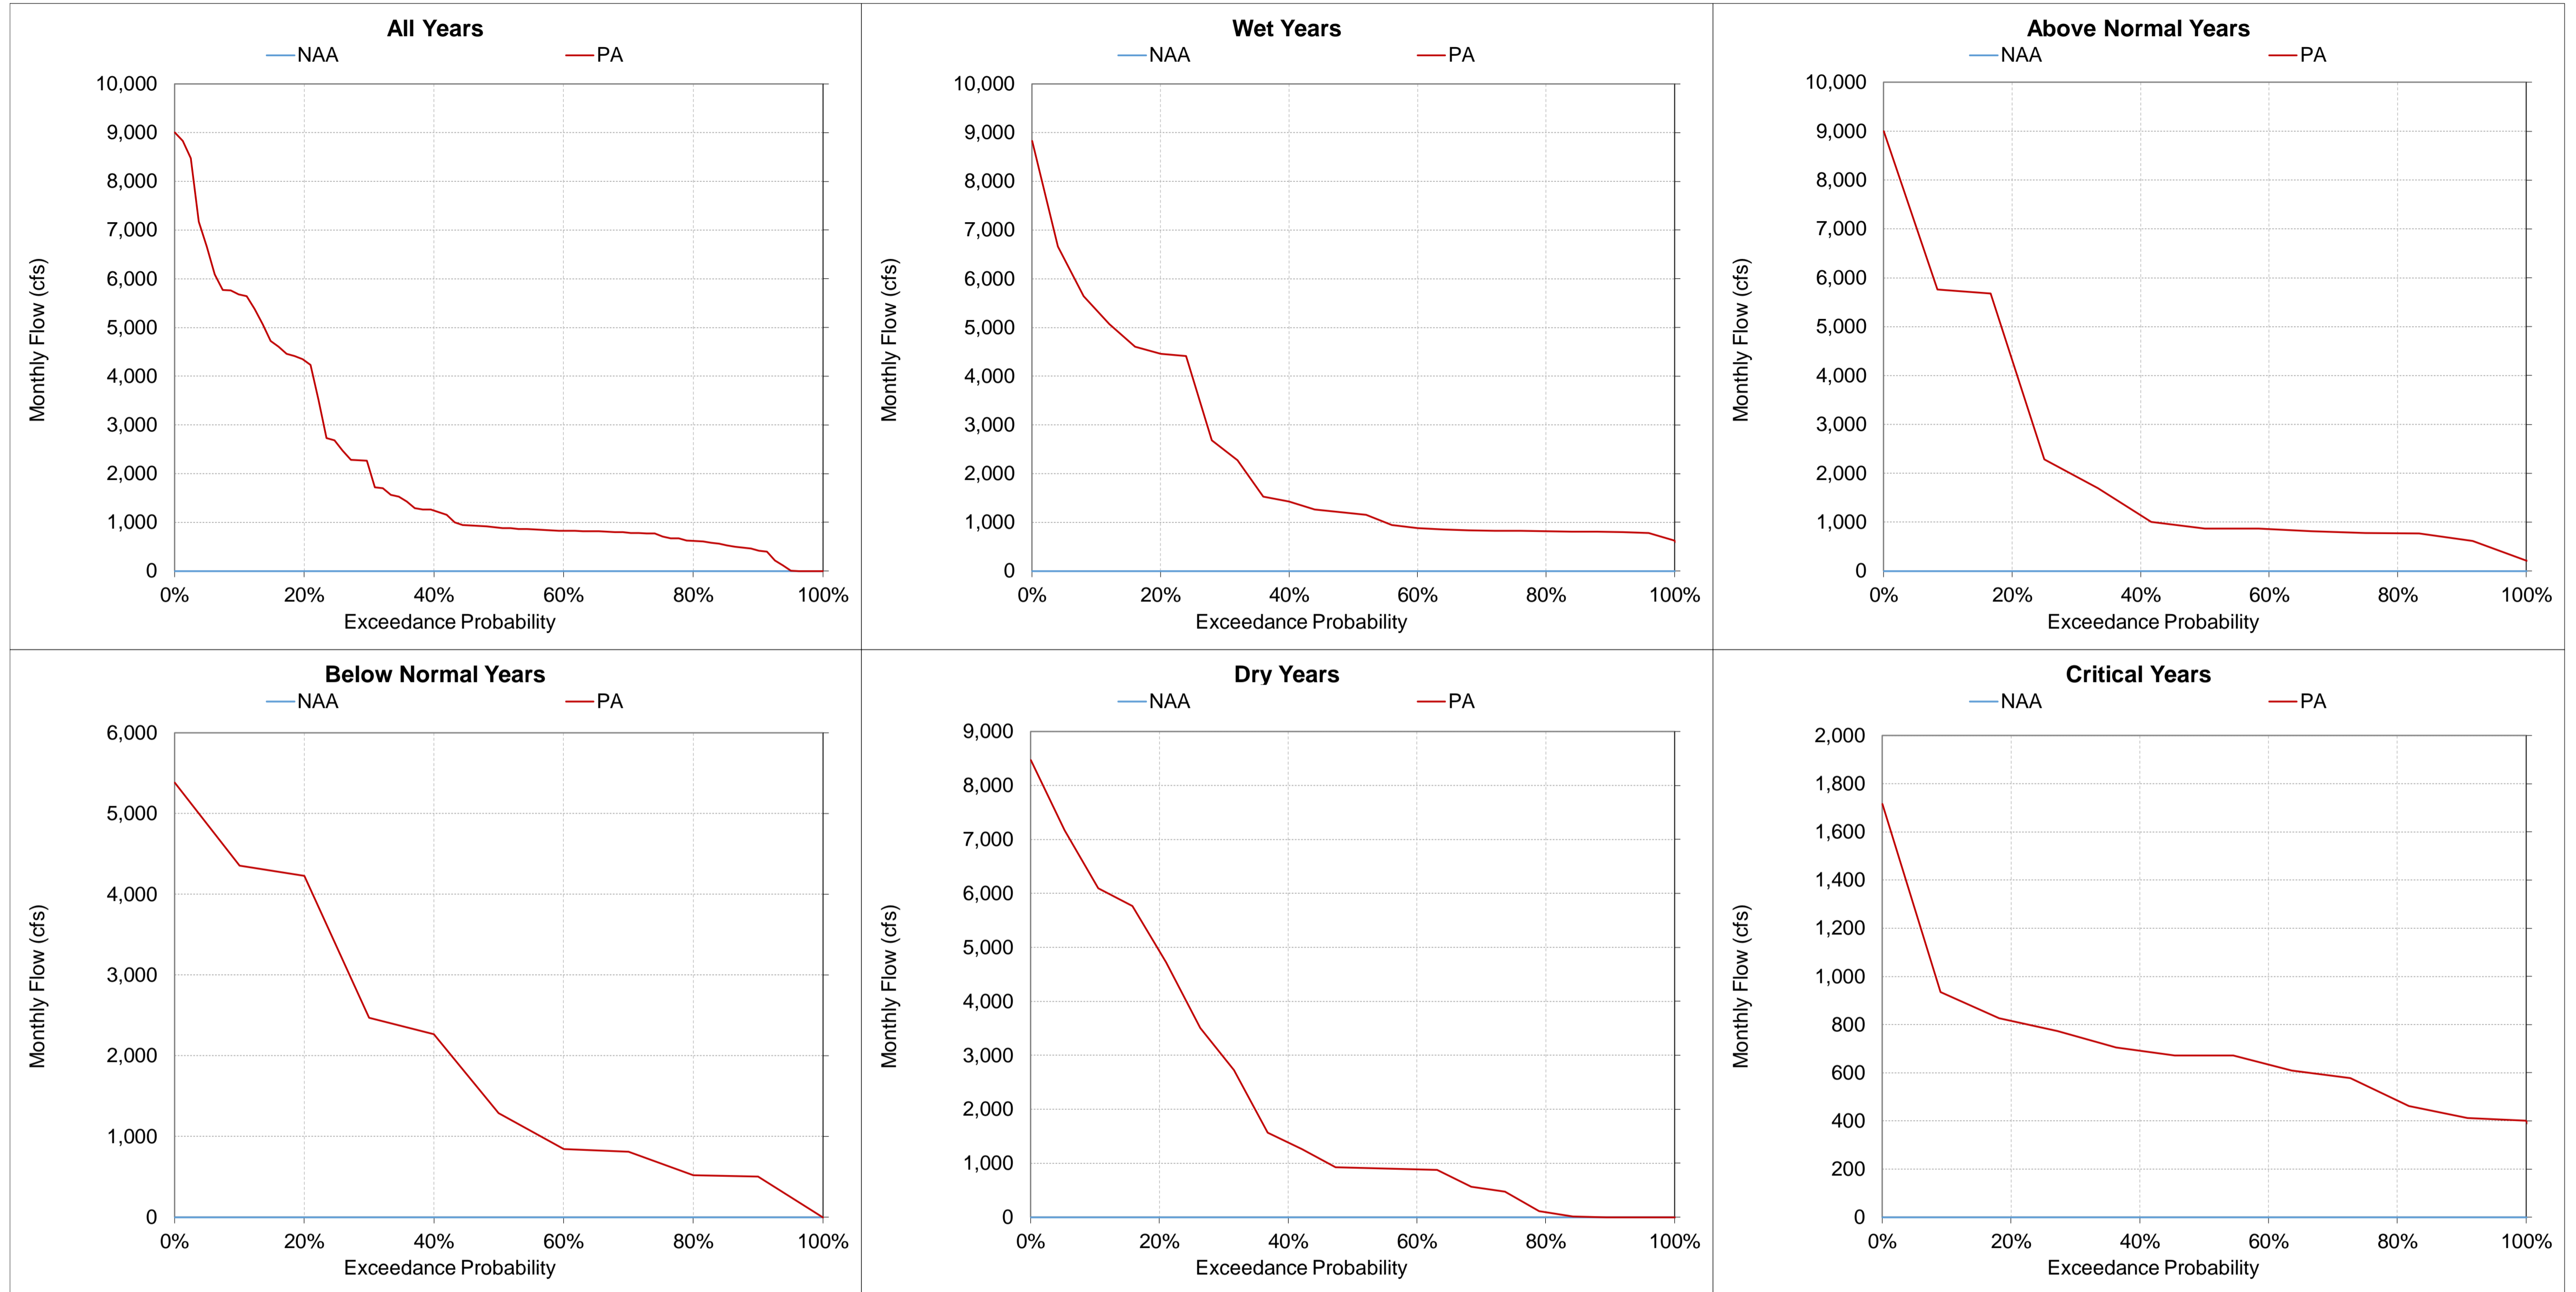 All Years
NAA PA
10,000
9,000
8,000
7,000
6,000
5,000
4,000
3,000
2,000
1,000
0
Monthly Flow (cfs)
0% 20% 40% 60% 80% 100%
Exceedance Probability
Wet Years
NAA PA
10,000
9,000
8,000
7,000
6,000
5,000
4,000
3,000
2,000
1,000
0
Monthly Flow (cfs)
0% 20% 40% 60% 80% 100%
Exceedance Probability
Above Normal Years
NAA PA
10,000
9,000
8,000
7,000
6,000
5,000
4,000
3,000
2,000
1,000
0
Monthly Flow (cfs)
0% 20% 40% 60% 80% 100%
Exceedance Probability
Below Normal Years
NAA PA
6,000
5,000
4,000
3,000
2,000
1,000
0
Monthly Flow (cfs)
0% 20% 40% 60% 80% 100%
Exceedance Probability
Dry Years
NAA PA
9,000
8,000
7,000
6,000
5,000
4,000
3,000
2,000
1,000
0
Monthly Flow (cfs)
0% 20% 40% 60% 80% 100%
Exceedance Probability
Critical Years
NAA PA
2,000
1,800
1,600
1,400
1,200
1,000
800
600
400
200
0
Monthly Flow (cfs)
0% 20% 40% 60% 80% 100%
Exceedance Probability